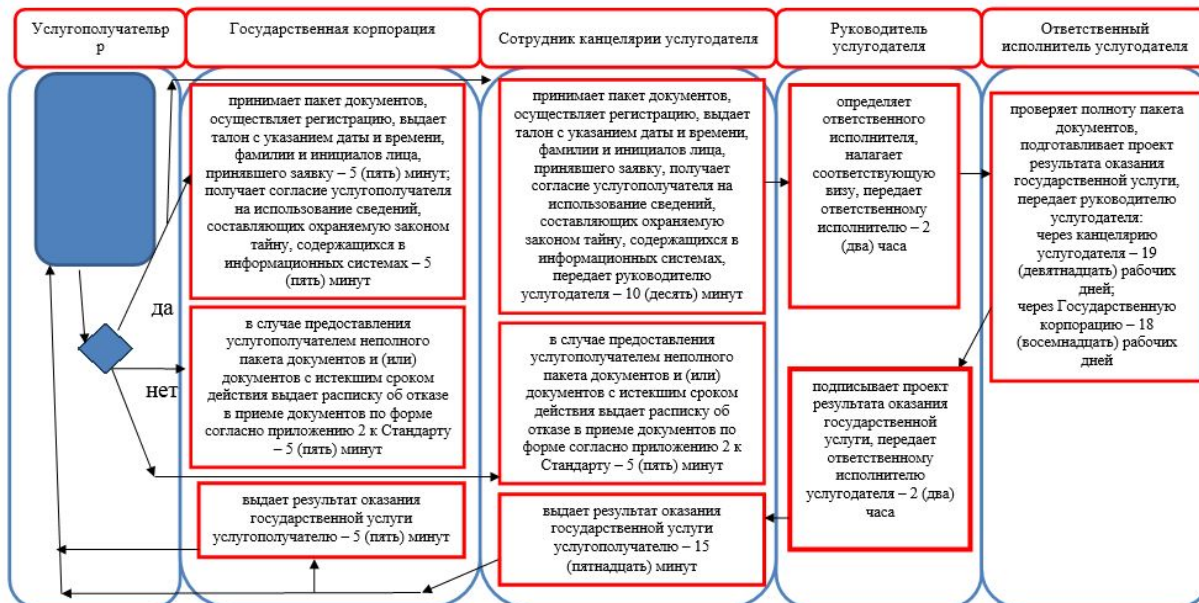 Услугополучательр
р
Государственная корпорация
Сотрудник канцелярии услугодателя
Руководитель
услугодателя
Ответственный
исполнитель услугодателя
принимает пакет документов,
осуществляет регистрацию, выдает
талон с указанием даты и времени,
фамилии и инициалов лица,
принявшего заявку – 5 (пять) минут;
получает согласие услугополучателя
на использование сведений,
составляющих охраняемую законом
тайну, содержащихся в
информационных системах – 5
(пять) минут
принимает пакет документов,
осуществляет регистрацию, выдает
талон с указанием даты и времени,
фамилии и инициалов лица,
принявшего заявку, получает
согласие услугополучателя на
использование сведений,
составляющих охраняемую законом
тайну, содержащихся в
информационных системах,
передает руководителю
услугодателя – 10 (десять) минут
определяет
ответственного
исполнителя,
налагает
соответствующую
визу, передает
ответственному
исполнителю – 2
(два) часа
проверяет полноту пакета
документов,
подготавливает проект
результата оказания
государственной услуги,
передает руководителю
услугодателя:
через канцелярию
услугодателя – 19
(девятнадцать) рабочих
дней;
через Государственную
корпорацию – 18
(восемнадцать) рабочих
дней
да
нет
в случае предоставления
услугополучателем неполного
пакета документов и (или)
документов с истекшим сроком
действия выдает расписку об отказе
в приеме документов по форме
согласно приложению 2 к Стандарту
– 5 (пять) минут
в случае предоставления
услугополучателем неполного
пакета документов и (или)
документов с истекшим сроком
действия выдает расписку об
отказе в приеме документов по
форме согласно приложению 2 к
Стандарту – 5 (пять) минут
подписывает проект
результата оказания
государственной
услуги, передает
ответственному
исполнителю
услугодателя – 2 (два)
часа
выдает результат оказания
государственной услуги
услугополучателю – 5 (пять) минут
выдает результат оказания
государственной услуги
услугополучателю – 15
(пятнадцать) минут